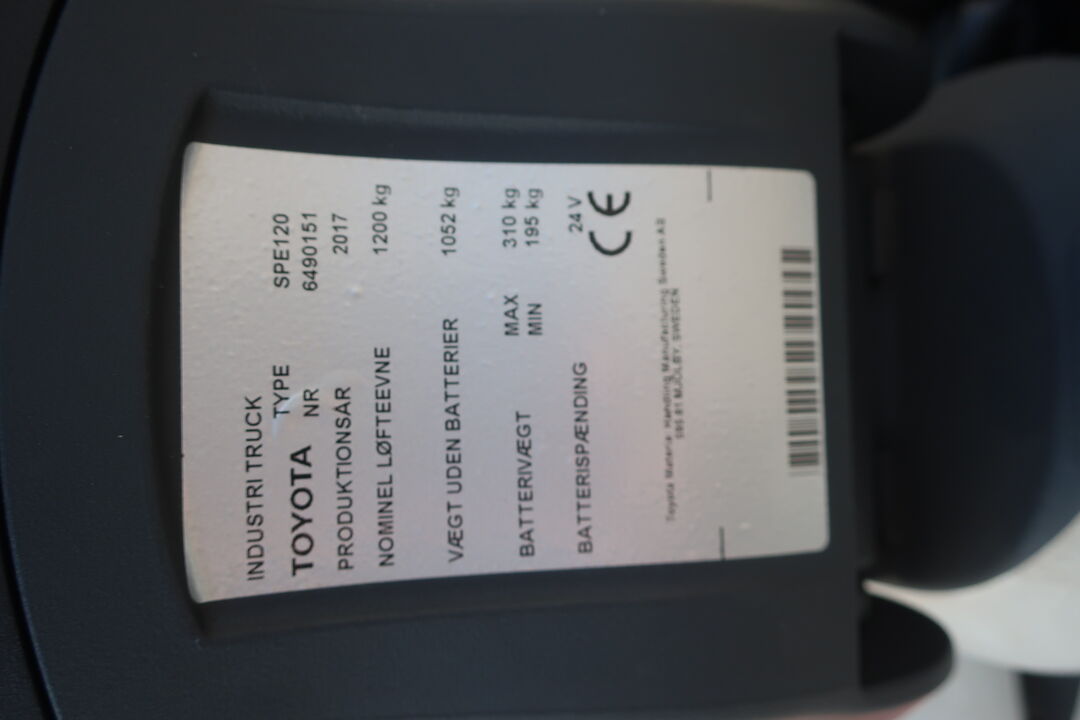 INDUSTRI TRUCK
TOYOTA TYPE SPE120
NR 6490151
PRODUKTIONSÅR 2017
NOMINEL LØFTEEVNE 1200 kg
VÆGT UDEN BATTERIER 1052 kg
BATTERIVÆGT MAX 310 kg
MIN 195 kg
BATTERISPÆNDING 24 V
CE
Toyota Material Handling Manufacturing Sweden AB
595 81 MJÖLBY, SWEDEN